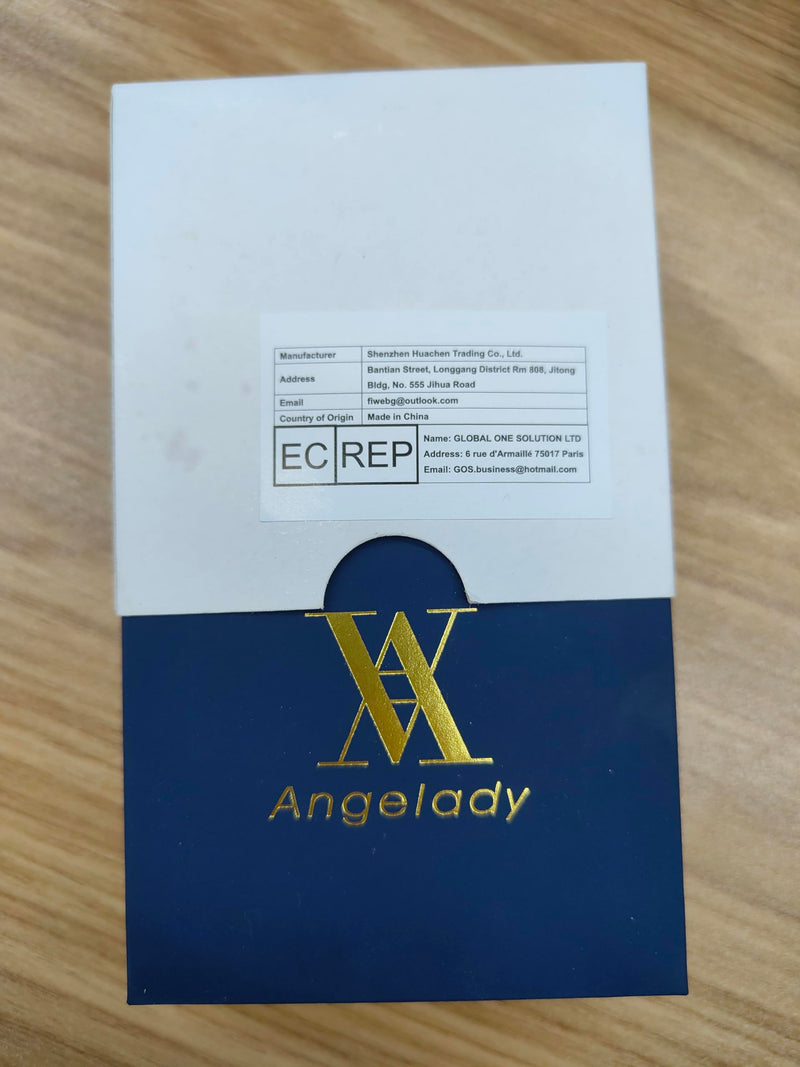 Manufacturer Shenzhen Huachen Trading Co., Ltd.
Address Bantian Street, Longgang District Rm 808, Jitong
Bldg, No. 555 Jihua Road
Email flwebg@outlook.com
Country of Origin Made in China
EC REP
Name: GLOBAL ONE SOLUTION LTD
Address: 6 rue d'Armaillé 75017 Paris
Email: GOS.business@hotmail.com
VA
Angelady